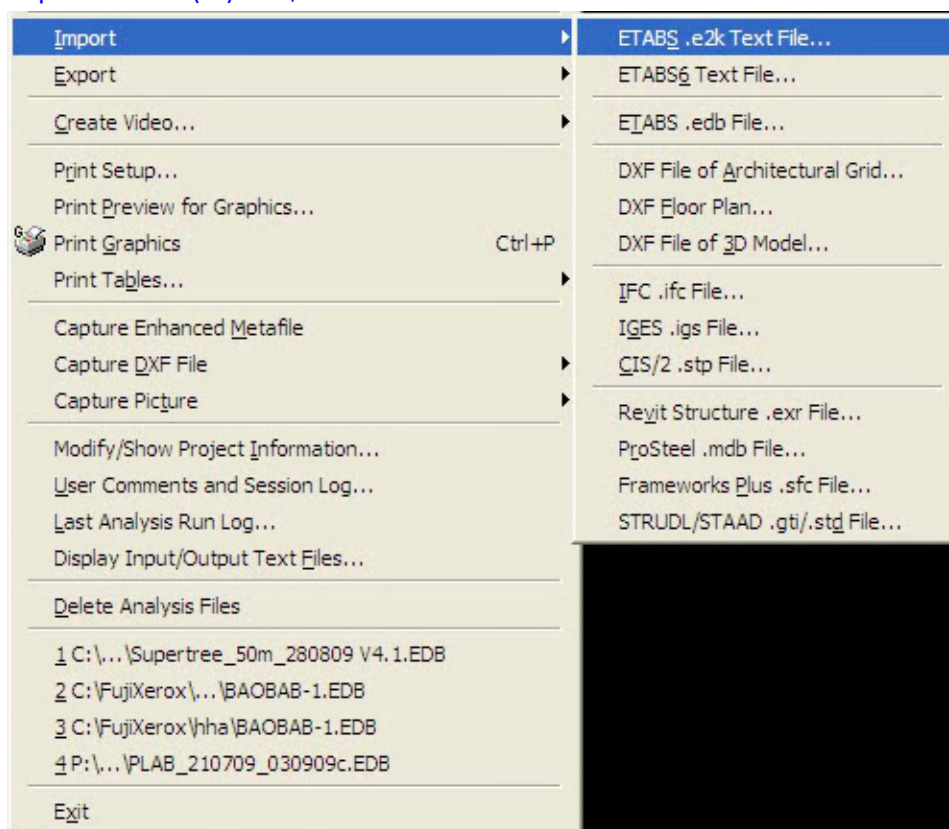 Import
Export
Create Video...
Print Setup...
Print Preview for Graphics...
Print Graphics Ctrl+P
Print Tables...
Capture Enhanced Metafile
Capture DXF File
Capture Picture
Modify/Show Project Information...
User Comments and Session Log...
Last Analysis Run Log...
Display Input/Output Text Files...
Delete Analysis Files
1 C:\...\Supertree_50m_280809 V4.1.EDB
2 C:\FujiXerox\...\BAOBAB-1.EDB
3 C:\FujiXerox\hha\BAOBAB-1.EDB
4 P:\...\PLAB_210709_030909c.EDB
Exit
ETABS .e2k Text File...
ETABS6 Text File...
ETABS .edb File...
DXF File of Architectural Grid...
DXF Floor Plan...
DXF File of 3D Model...
IFC .ifc File...
IGES .igs File...
CIS/2 .stp File...
Revit Structure .exr File...
ProSteel .mdb File...
Frameworks Plus .sfc File...
STRUDL/STAAD .gti/.std File...